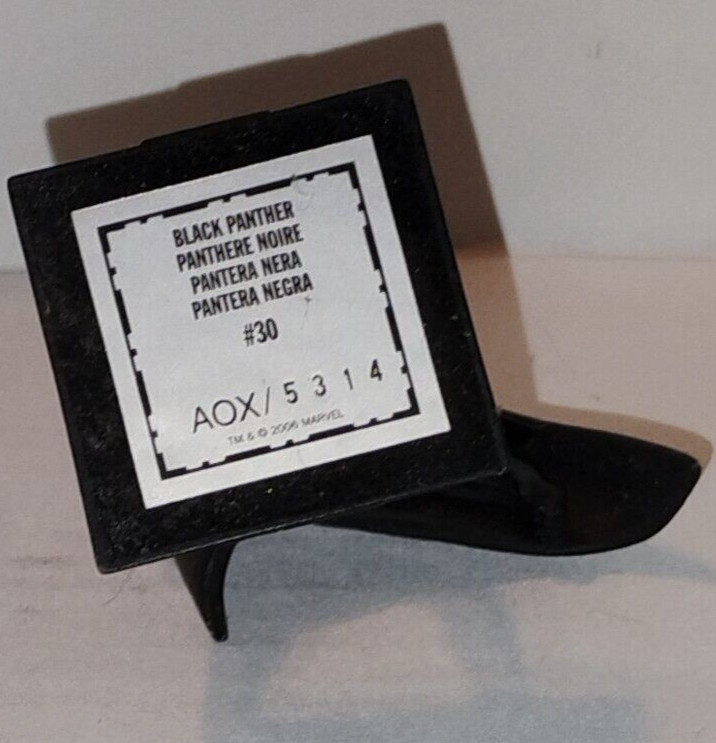 BLACK PANTHER
PANTHERE NOIRE
PANTERA NERA
PANTERA NEGRA
#30
AOX/ 5 3 1 4
TM & © 2006 MARVEL